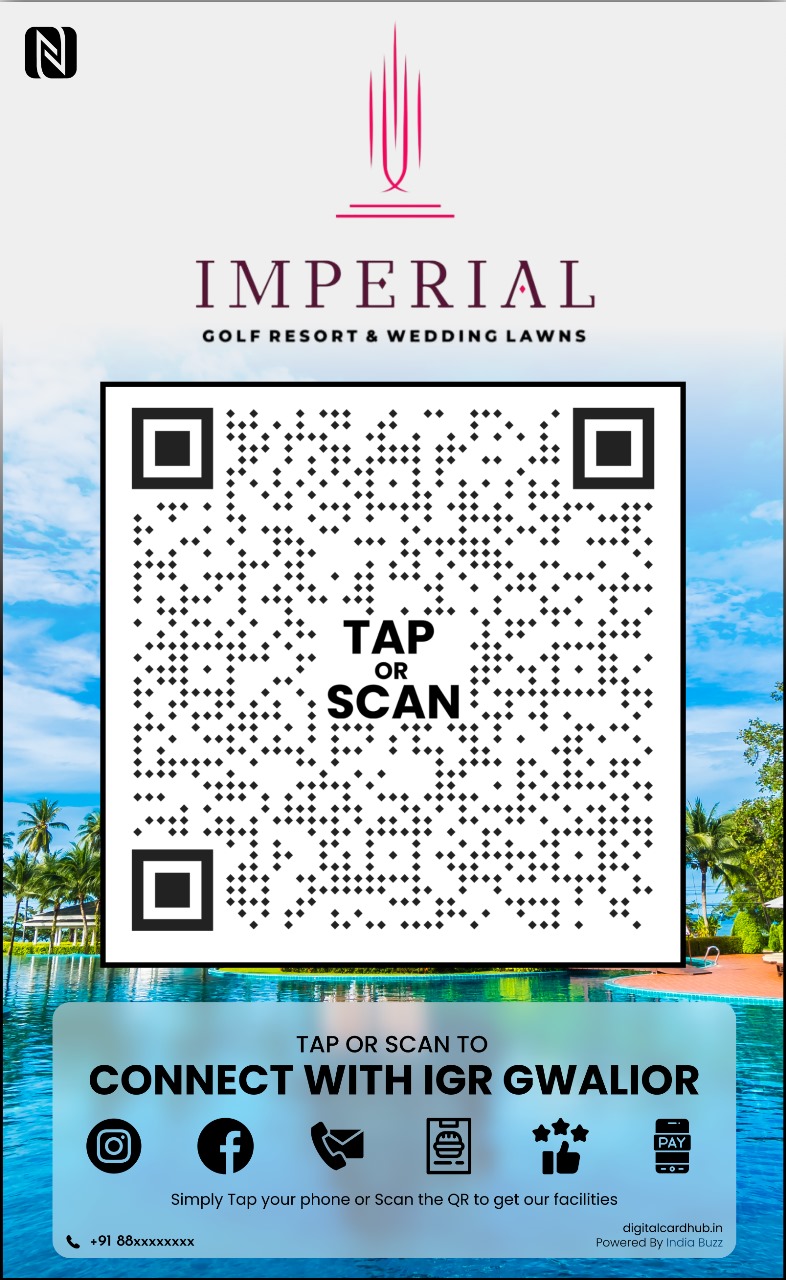 IMPERIAL
GOLF RESORT & WEDDING LAWNS
TAP
OR
SCAN
TAP OR SCAN TO
CONNECT WITH IGR GWALIOR
PAY
Simply Tap your phone or Scan the QR to get our facilities
+91 88xxxxxxxx
digitalcardhub.in
Powered By India Buzz